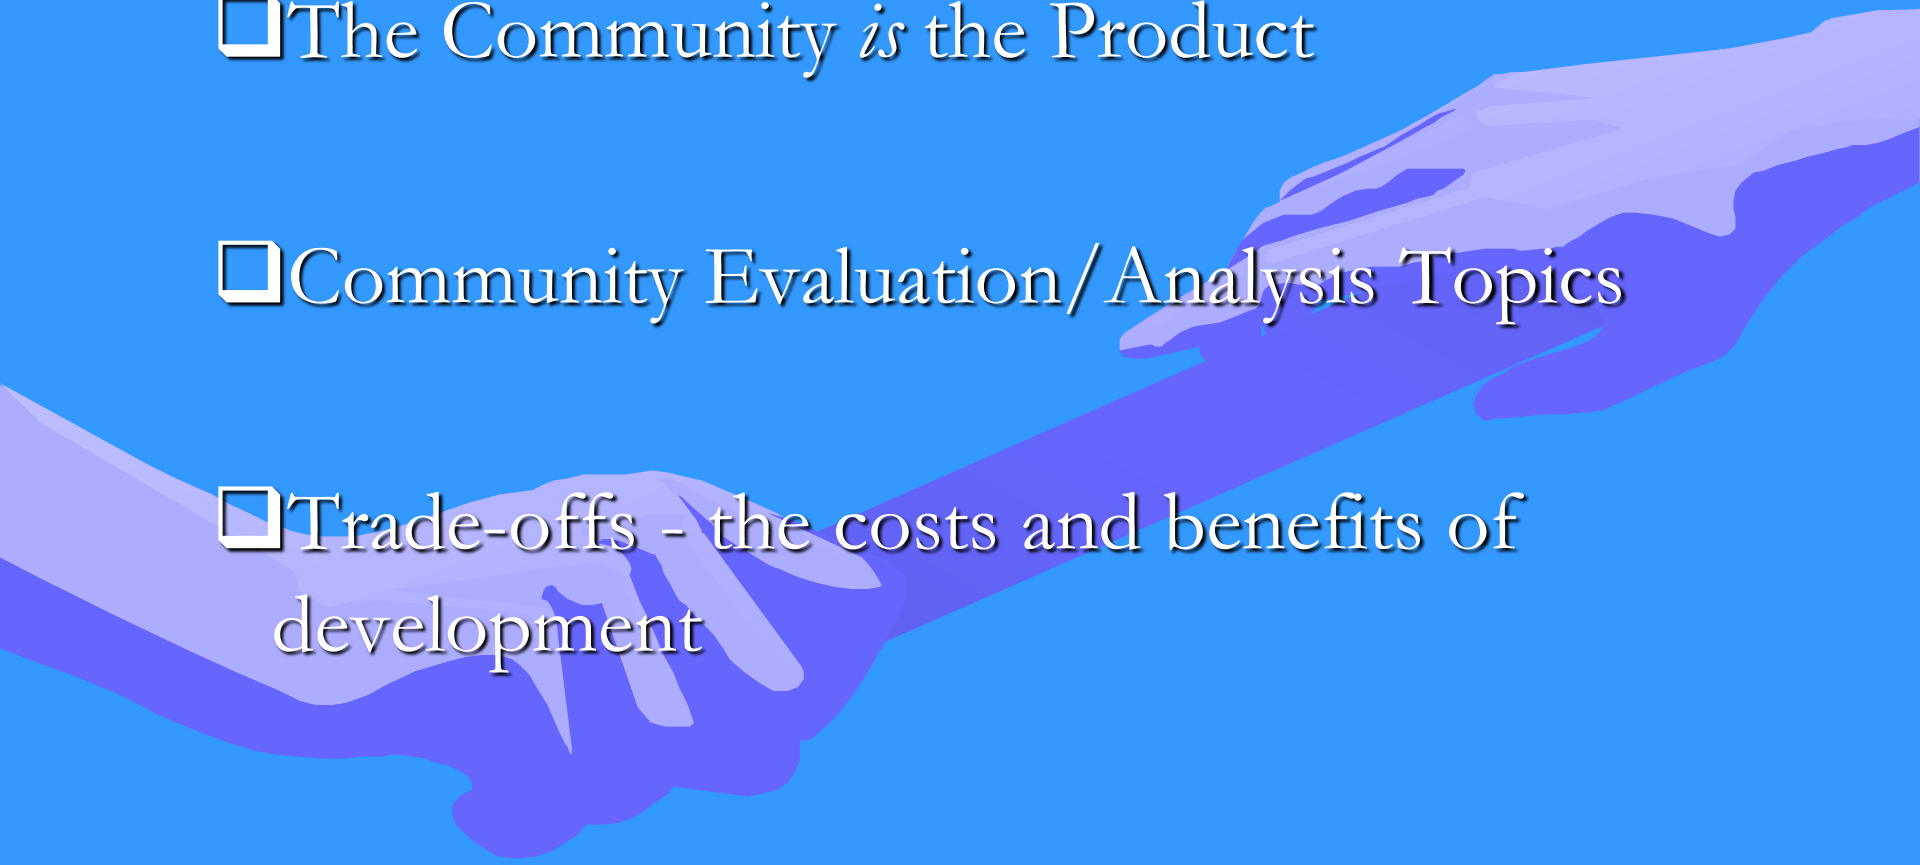 ❑The Community is the Product
❑Community Evaluation/Analysis Topics
❑Trade-offs - the costs and benefits of
development